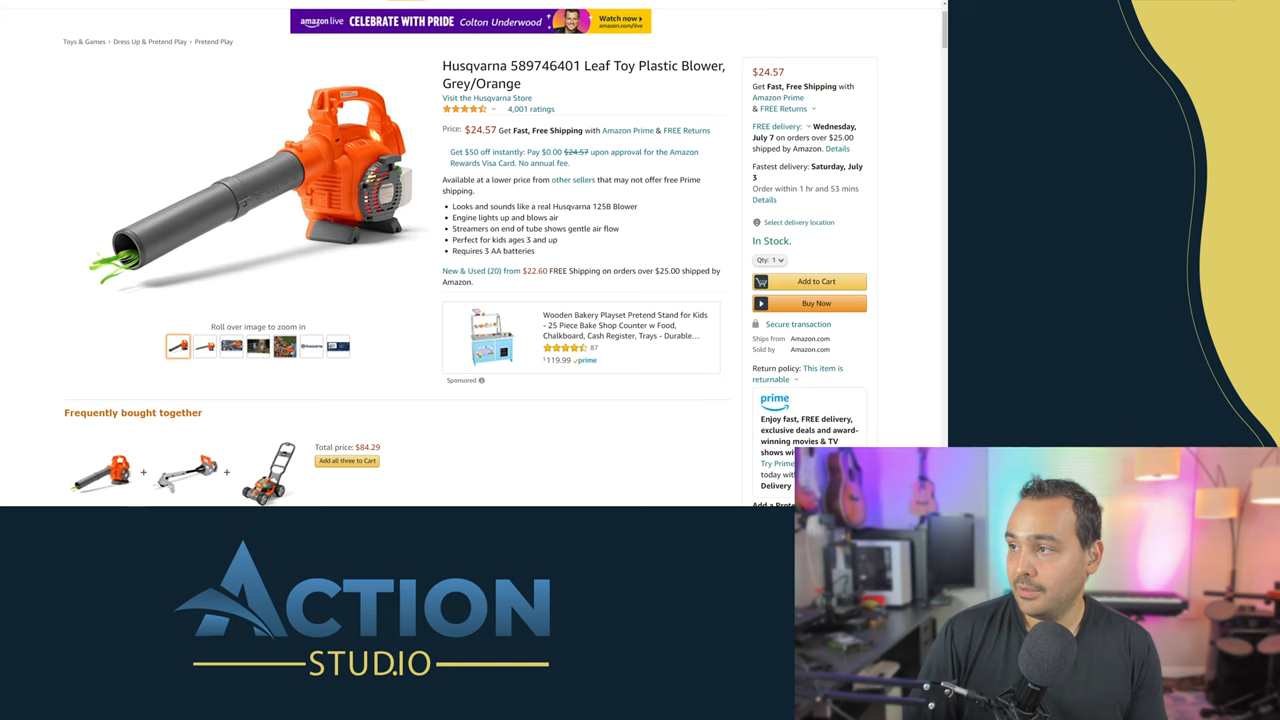 amazon live CELEBRATE WITH PRIDE Colton Underwood Watch now amazon.com/live
Toys & Games › Dress Up & Pretend Play › Pretend Play
Husqvarna 589746401 Leaf Toy Plastic Blower,
Grey/Orange
Visit the Husqvarna Store
4,001 ratings
Price: $24.57 Get Fast, Free Shipping with Amazon Prime & FREE Returns
Get $50 off instantly: Pay $0.00 $24.57 upon approval for the Amazon
Rewards Visa Card. No annual fee.
Available at a lower price from other sellers that may not offer free Prime
shipping.
• Looks and sounds like a real Husqvarna 125B Blower
• Engine lights up and blows air
• Streamers on end of tube shows gentle air flow
• Perfect for kids ages 3 and up
• Requires 3 AA batteries
New & Used (20) from $22.60 FREE Shipping on orders over $25.00 shipped by
Amazon.
Wooden Bakery Playset Pretend Stand for Kids
- 25 Piece Bake Shop Counter w Food,
Chalkboard, Cash Register, Trays - Durable...
87
$119.99 prime
Sponsored
Roll over image to zoom in
Frequently bought together
Total price: $84.29
Add all three to Cart
+ +
$24.57
Get Fast, Free Shipping with
Amazon Prime
& FREE Returns
FREE delivery: Wednesday,
July 7 on orders over $25.00
shipped by Amazon. Details
Fastest delivery: Saturday, July
3
Order within 1 hr and 53 mins
Details
Select delivery location
In Stock.
Qty: 1
Add to Cart
Buy Now
Secure transaction
Ships from Amazon.com
Sold by Amazon.com
Return policy: This item is
returnable
prime
Enjoy fast, FREE delivery,
exclusive deals and award-
winning movies & TV
shows
Try Prime
today with
Delivery
ACTION
STUD.IO